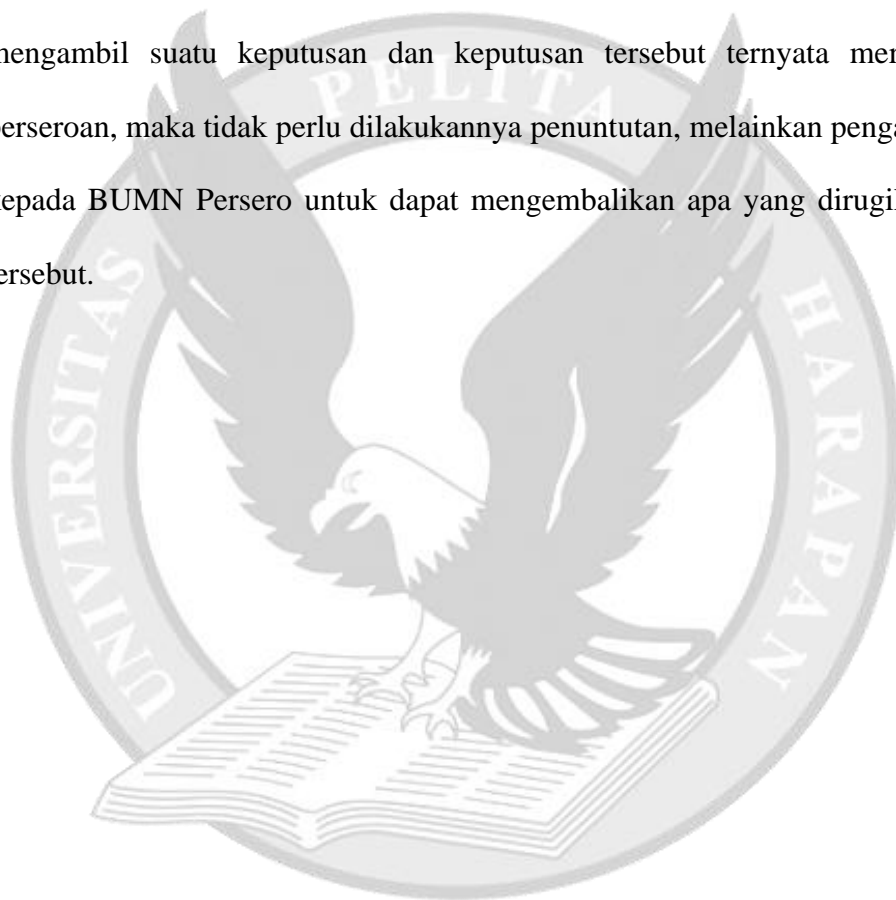 mengambil suatu keputusan dan keputusan tersebut ternyata
perseroan, maka tidak perlu dilakukannya penuntutan, melainkan
kepada BUMN Persero untuk dapat mengembalikan apa yang
tersebut.
UNIVERSITAS PELITA HARAPAN